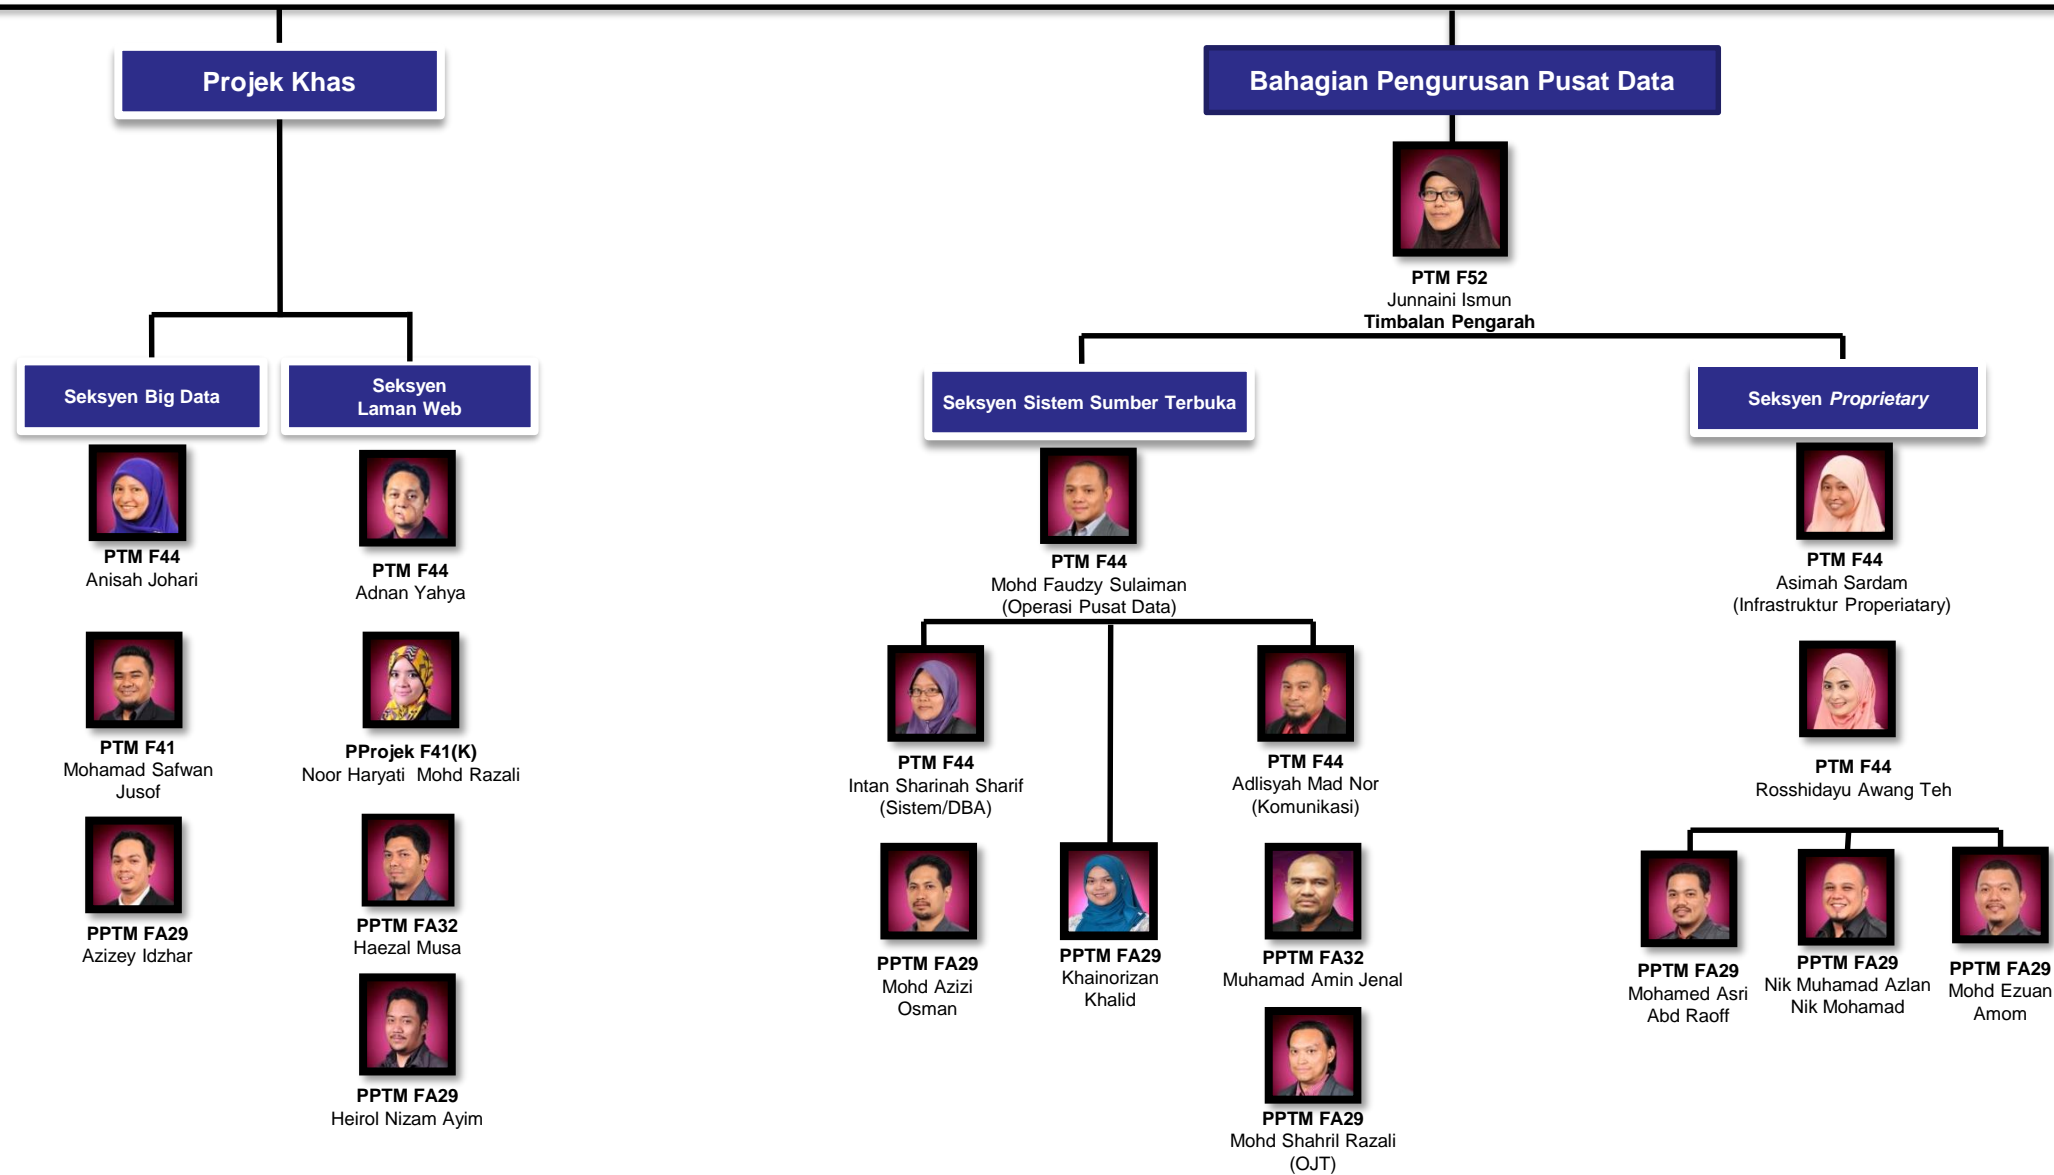 Projek Khas
Seksyen Big Data
PTM F44
Anisah Johari
PTM F41
Mohamad Safwan
Jusof
PPTM FA29
Azizey Idzhar
Seksyen
Laman Web
PTM F44
Adnan Yahya
PProjek F41(K)
Noor Haryati  Mohd Razali
PPTM FA32
Haezal Musa
PPTM FA29
Heirol Nizam Ayim
Bahagian Pengurusan Pusat Data
PTM F52
Junnaini Ismun
Timbalan Pengarah
Seksyen Sistem Sumber Terbuka
PTM F44
Mohd Faudzy Sulaiman
(Operasi Pusat Data)
PTM F44
Intan Sharinah Sharif
(Sistem/DBA)
PPTM FA29
Mohd Azizi
Osman
PPTM FA29
Khainorizan
Khalid
PTM F44
Adlisyah Mad Nor
(Komunikasi)
PPTM FA32
Muhamad Amin Jenal
PPTM FA29
Mohd Shahril Razali
(OJT)
Seksyen Proprietary
PTM F44
Asimah Sardam
(Infrastruktur Properiatary)
PTM F44
Rosshidayu Awang Teh
PPTM FA29
Mohamed Asri
Abd Raoff
PPTM FA29
Nik Muhamad Azlan
Nik Mohamad
PPTM FA29
Mohd Ezuan
Amom